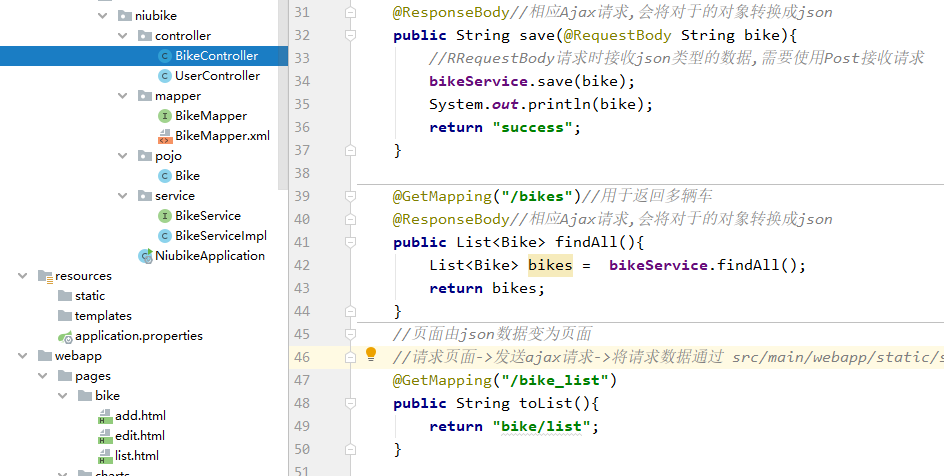 niubike
controller
BikeController
UserController
mapper
BikeMapper
BikeMapper.xml
pojo
Bike
service
BikeService
BikeServiceImpl
NiubikeApplication
resources
static
templates
application.properties
webapp
pages
bike
add.html
edit.html
list.html
31 @ResponseBody//相应Ajax请求,会将对于的对象转换成json
32 public String save(@RequestBody String bike){
33 //RRequestBody请求时接收json类型的数据,需要使用Post接收请求
34 bikeService.save(bike);
35 System.out.println(bike);
36 return "success";
37 }
38
39 @GetMapping("/bikes")//用于返回多辆车
40 @ResponseBody//相应Ajax请求,会将对于的对象转换成json
41 public List<Bike> findAll(){
42 List<Bike> bikes =  bikeService.findAll();
43 return bikes;
44 }
45 //页面由json数据变为页面
46 //请求页面->发送ajax请求->将请求数据通过 src/main/webapp/static/s
47 @GetMapping("/bike_list")
48 public String toList(){
49 return "bike/list";
50 }
51